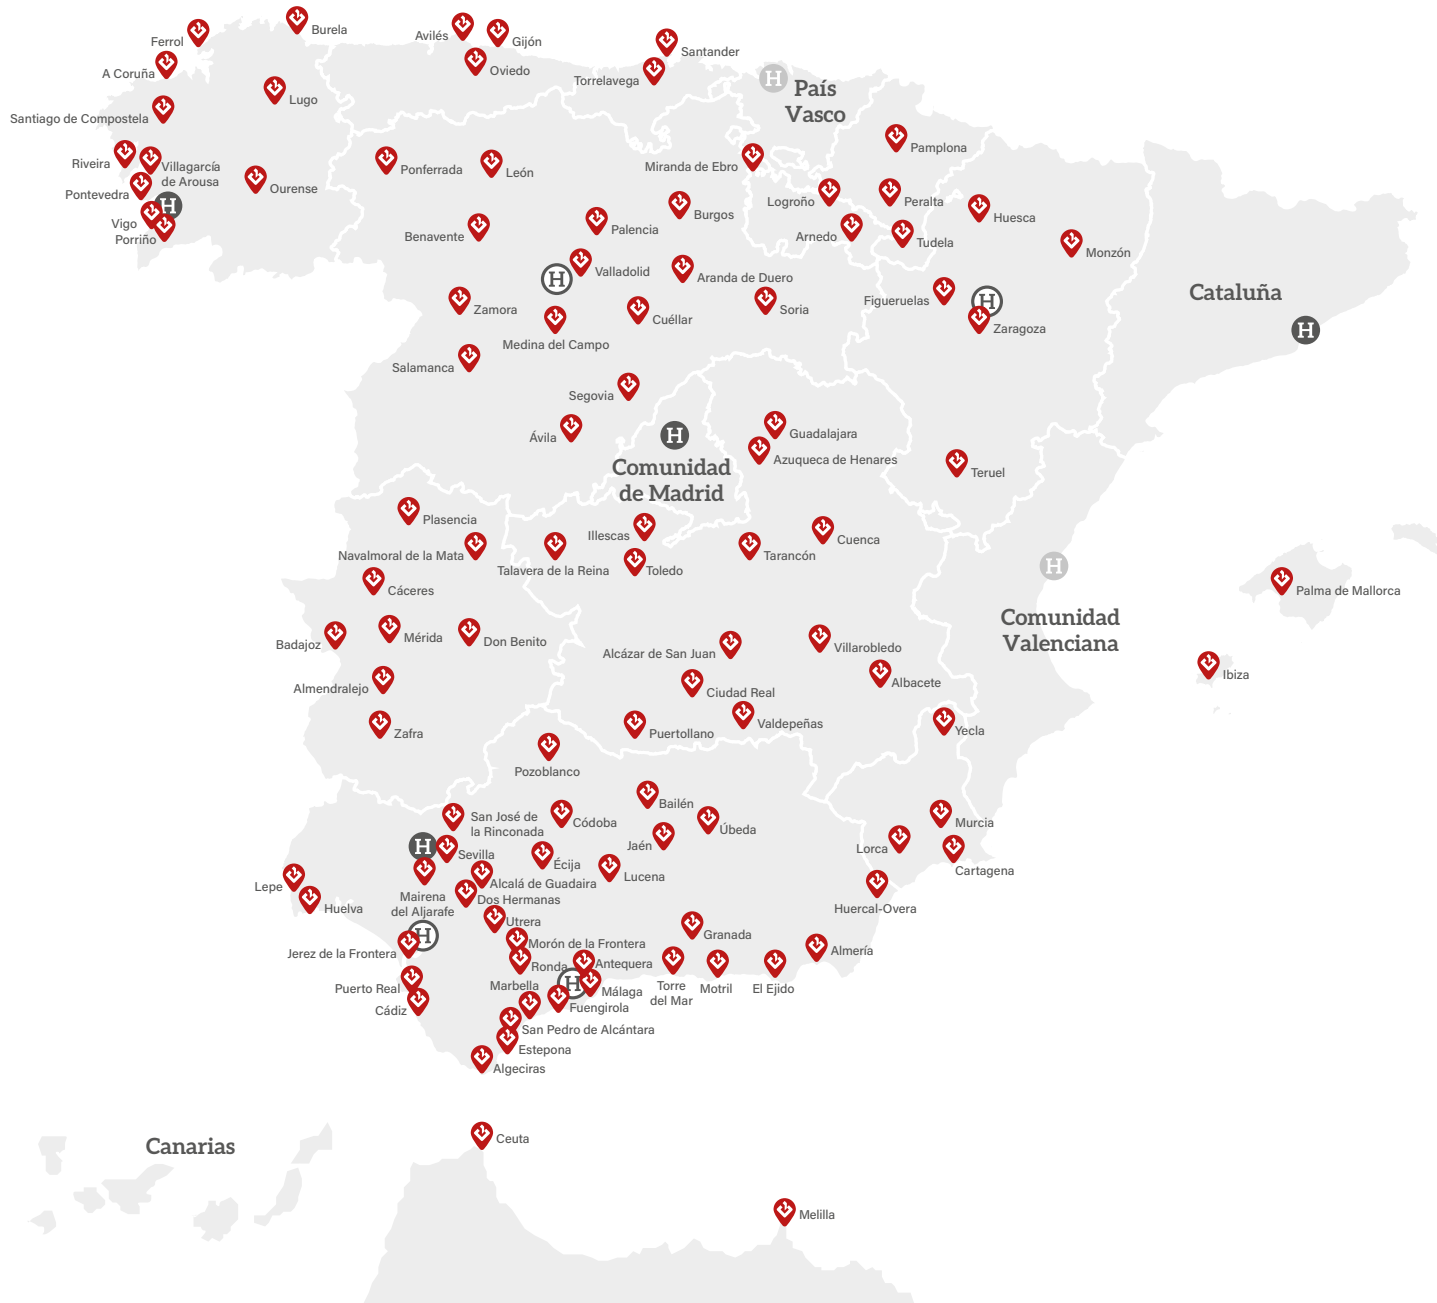 Burela
Avilés
Gijón
Ferrol
Santander
A Coruña
Oviedo
Torrelavega
H
País
Vasco
Lugo
Santiago de Compostela
Pamplona
Riveira
Villagarcía
de Arousa
Ponferrada
León
Miranda de Ebro
Ourense
Pontevedra
H
Logroño
Peralta
Huesca
Burgos
Vigo
Porriño
Benavente
Palencia
Arnedo
Tudela
Monzón
H
Valladolid
Aranda de Duero
Figueruelas
H
Cataluña
Zamora
Cuéllar
Soria
Zaragoza
H
Medina del Campo
Salamanca
Segovia
Ávila
H
Guadalajara
Azuqueca de Henares
Comunidad
de Madrid
Teruel
Plasencia
Illescas
Cuenca
Navalmoral de la Mata
Talavera de la Reina
Toledo
Tarancón
H
Cáceres
Palma de Mallorca
Comunidad
Valenciana
Badajoz
Mérida
Don Benito
Alcázar de San Juan
Villarobledo
Ibiza
Almendralejo
Ciudad Real
Albacete
Zafra
Puertollano
Valdepeñas
Yecla
Pozoblanco
Bailén
San José de
la Rinconada
Córdoba
Úbeda
Murcia
H
Sevilla
Jaén
Lorca
Écija
Cartagena
Lepe
Mairena
del Aljarafe
Alcalá de Guadaira
Lucena
Dos Hermanas
Huelva
Huercal-Overa
Utrera
H
Granada
Jerez de la Frontera
Morón de la Frontera
Almería
Ronda
Antequera
Puerto Real
Marbella
H
Málaga
Torre
del Mar
Motril
El Ejido
Cádiz
Fuengirola
San Pedro de Alcántara
Estepona
Algeciras
Canarias
Ceuta
Melilla